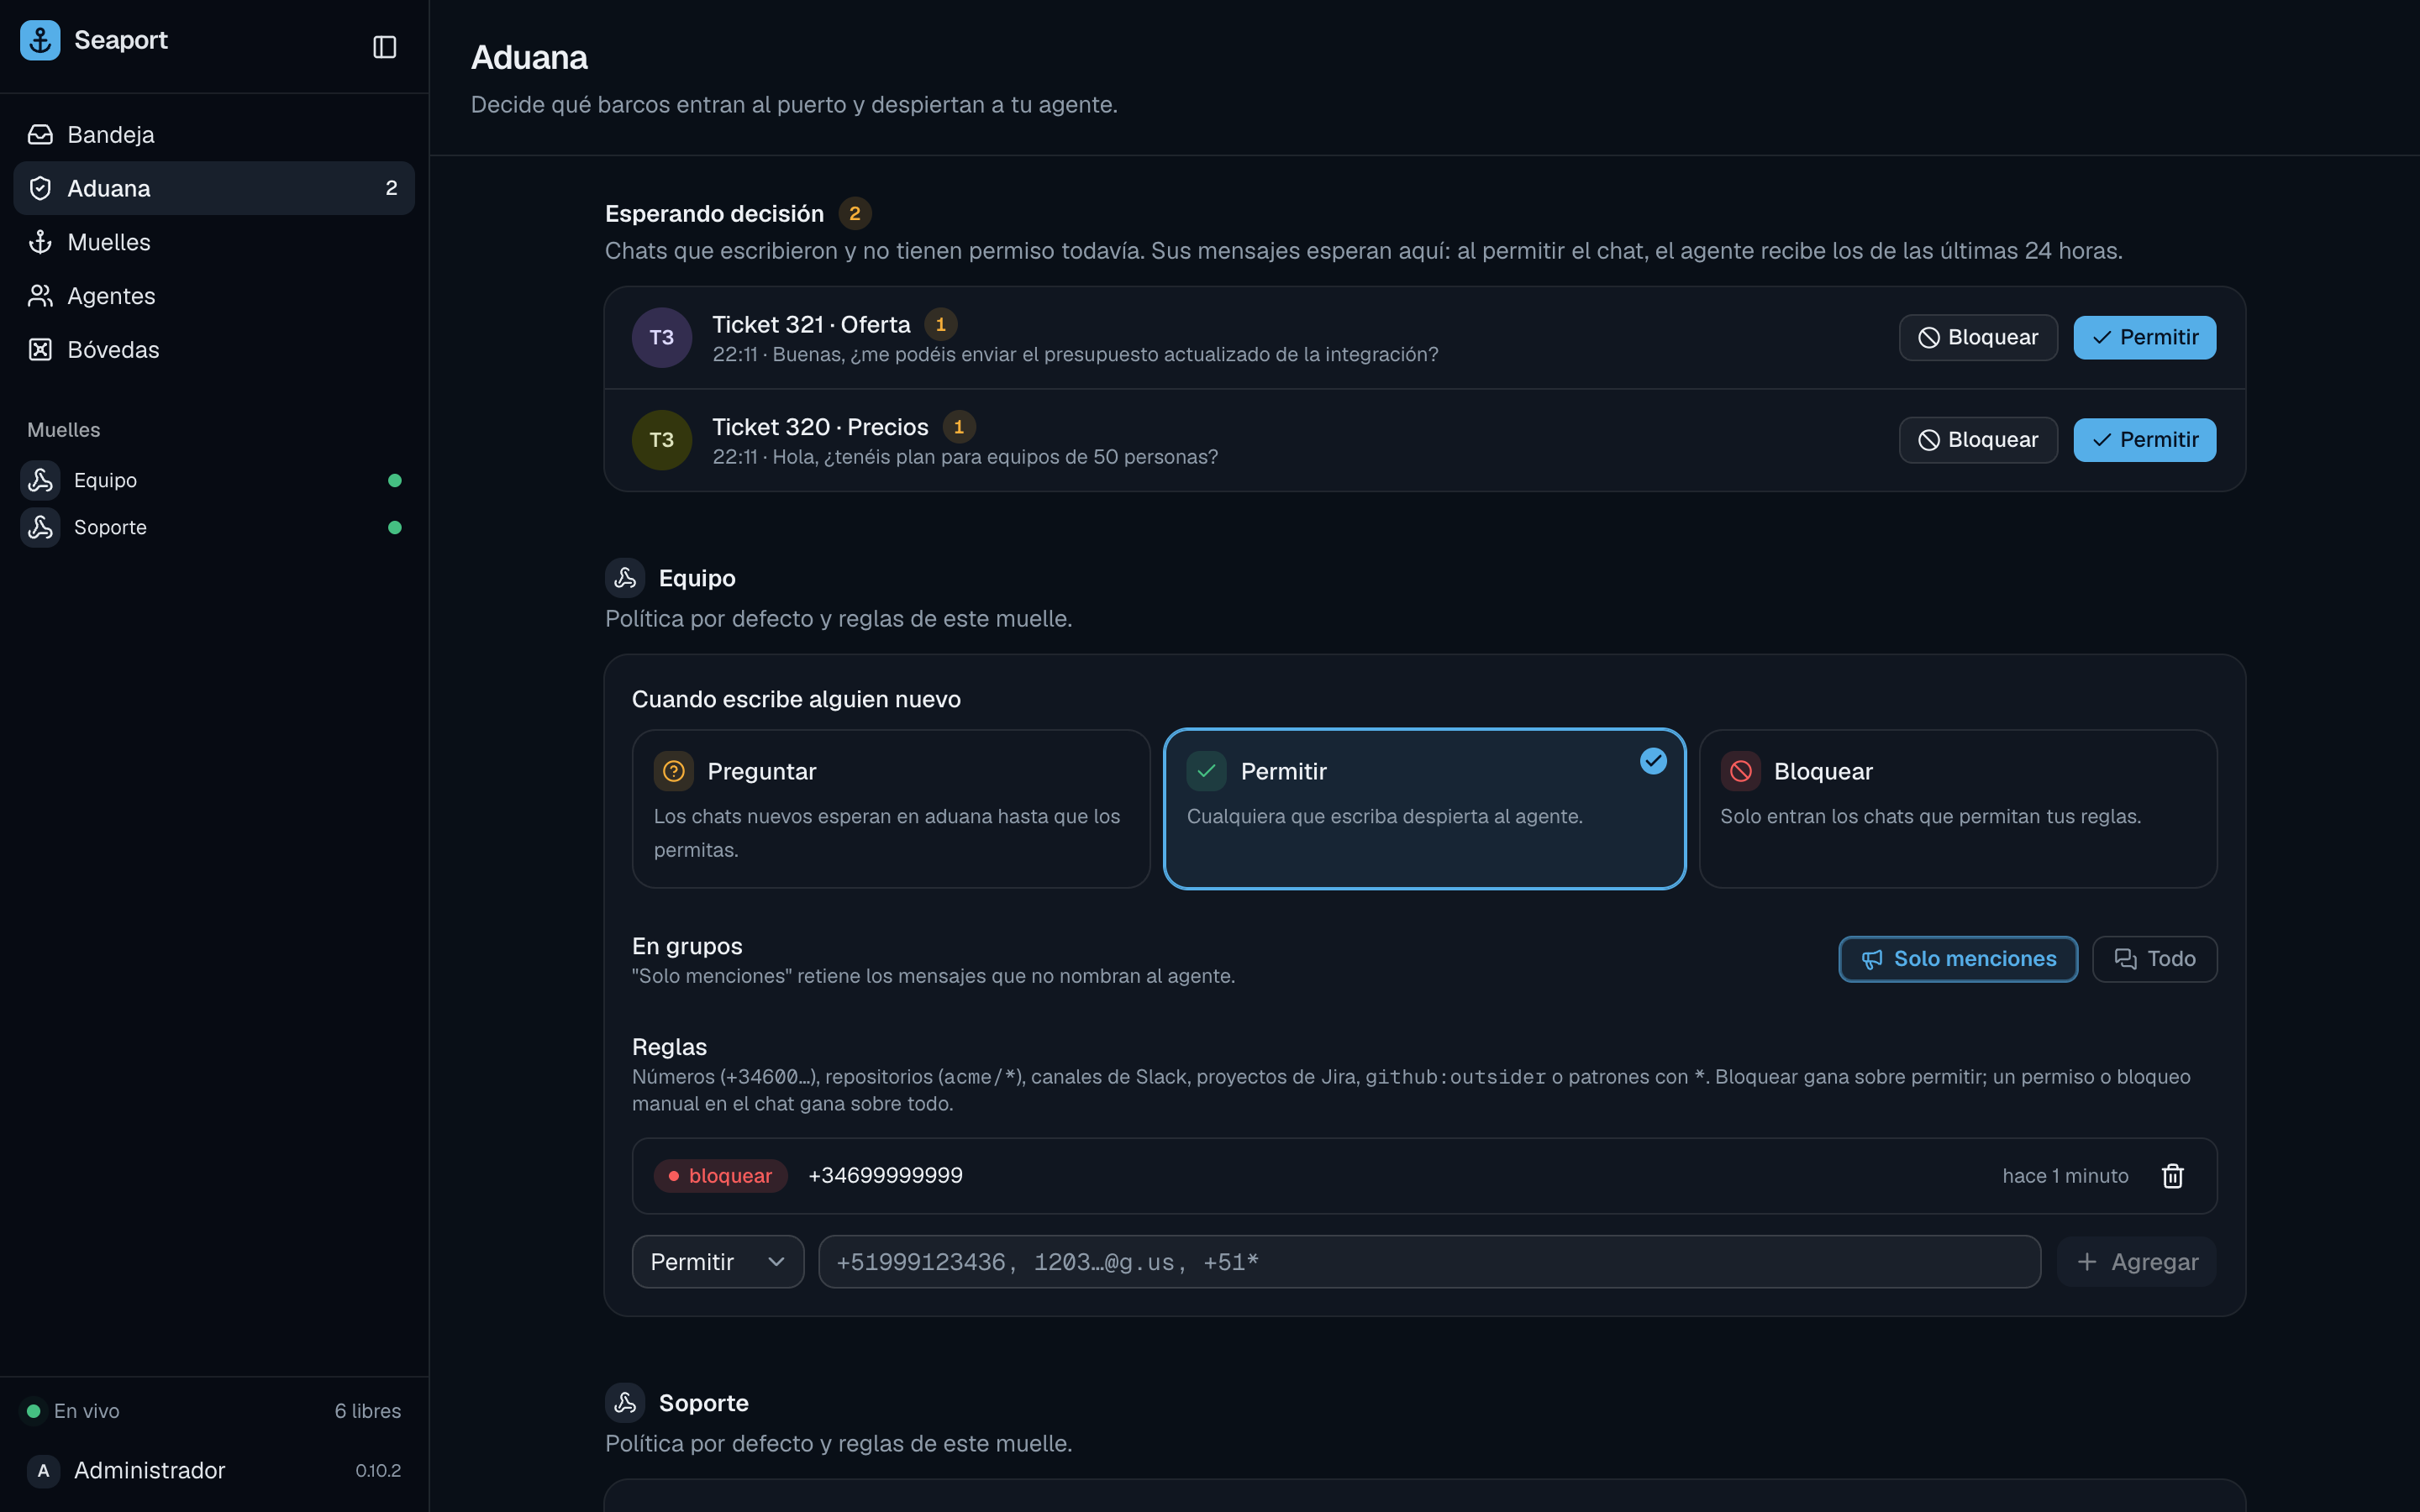 Seaport
Bandeja
Aduana 2
Muelles
Agentes
Bóvedas
Muelles
Equipo
Soporte
En vivo 6 libres
A Administrador 0.10.2
Aduana
Decide qué barcos entran al puerto y despiertan a tu agente.
Esperando decisión 2
Chats que escribieron y no tienen permiso todavía. Sus mensajes esperan aquí: al permitir el chat, el agente recibe los de las últimas 24 horas.
T3 Ticket 321 · Oferta 1
22:11 · Buenas, ¿me podéis enviar el presupuesto actualizado de la integración?
Bloquear Permitir
T3 Ticket 320 · Precios 1
22:11 · Hola, ¿tenéis plan para equipos de 50 personas?
Bloquear Permitir
Equipo
Política por defecto y reglas de este muelle.
Cuando escribe alguien nuevo
Preguntar
Los chats nuevos esperan en aduana hasta que los
permitas.
Permitir
Cualquiera que escriba despierta al agente.
Bloquear
Solo entran los chats que permitan tus reglas.
En grupos
"Solo menciones" retiene los mensajes que no nombran al agente.
Solo menciones Todo
Reglas
Números (+34600…), repositorios (acme/*), canales de Slack, proyectos de Jira, github:outsider o patrones con *. Bloquear gana sobre permitir; un permiso o bloqueo
manual en el chat gana sobre todo.
bloquear +34699999999 hace 1 minuto
Permitir +51999123436, 1203…@g.us, +51* Agregar
Soporte
Política por defecto y reglas de este muelle.